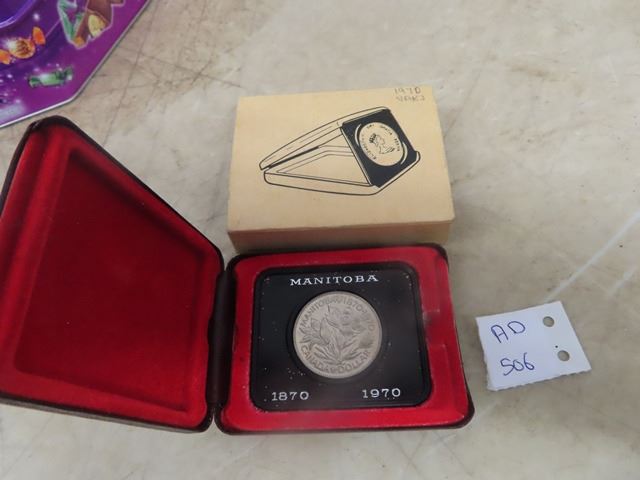 1970
MANITOBA
MANITOBA 1870-1970
CANADA DOLLAR
1870 1970
AD
506